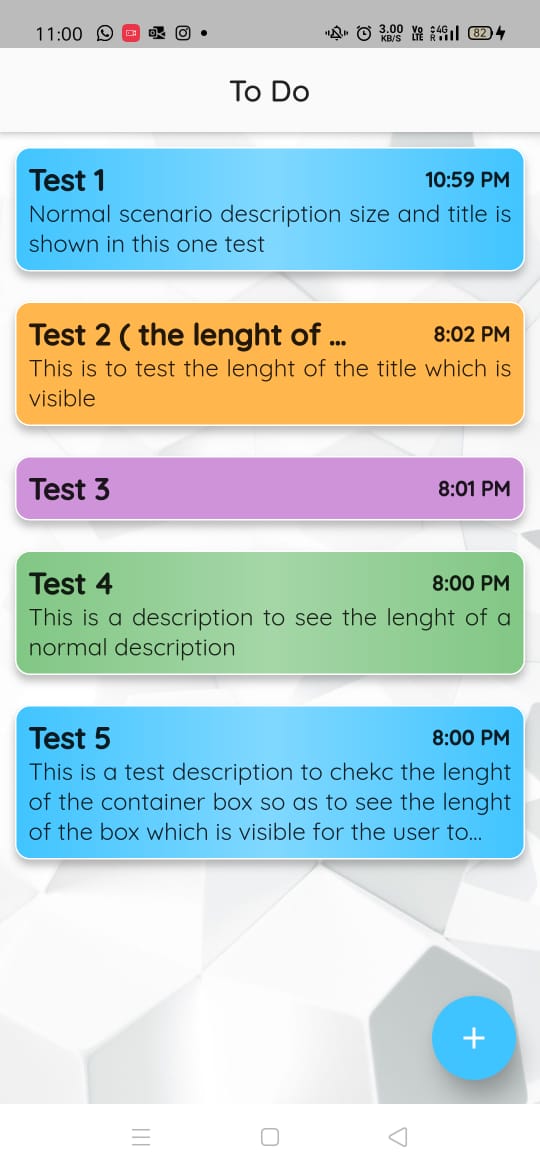 11:00 3.00 KB/S Vo LTE 4G R 82
To Do
Test 1 10:59 PM
Normal scenario description size and title is
shown in this one test
Test 2 ( the lenght of ... 8:02 PM
This is to test the lenght of the title which is
visible
Test 3 8:01 PM
Test 4 8:00 PM
This is a description to see the lenght of a
normal description
Test 5 8:00 PM
This is a test description to chekc the lenght
of the container box so as to see the lenght
of the box which is visible for the user to...
+